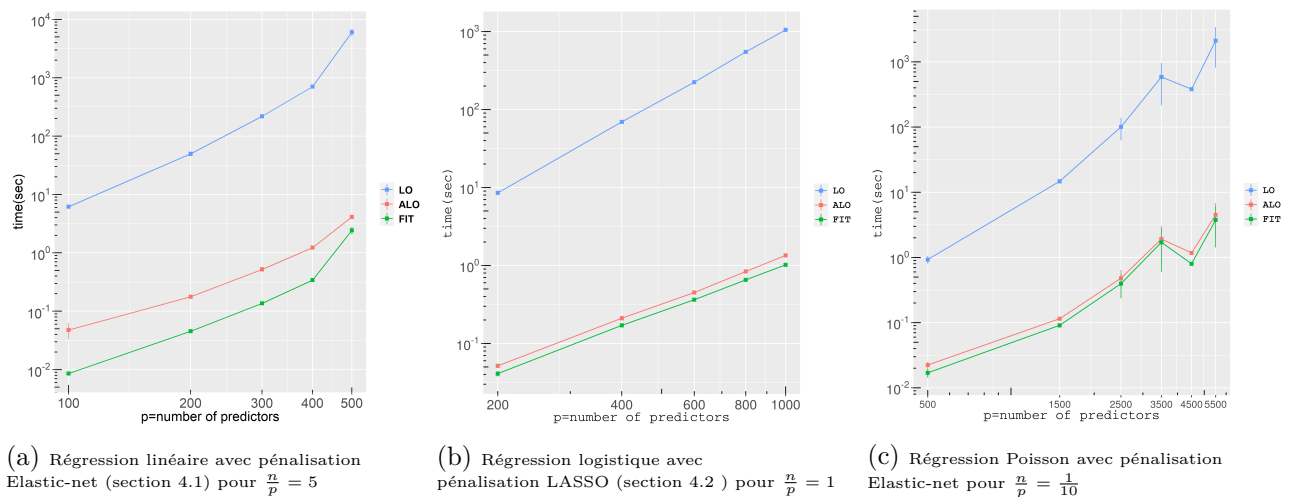 10^4
10^3
10^2
10^1
10^0
10^-1
10^-2
time(sec)
100
200
300
400
500
p=number of predictors
LO
ALO
FIT
10^3
10^2
10^1
10^0
10^-1
time(sec)
200
400
600
800
1000
p=number of predictors
LO
ALO
FIT
10^3
10^2
10^1
10^0
10^-1
10^-2
time(sec)
500
1500
2500
3500
4500
5500
p=number of predictors
LO
ALO
FIT
(a) Régression linéaire avec pénalisation
Elastic-net (section 4.1) pour n/p = 5
(b) Régression logistique avec
pénalisation LASSO (section 4.2 ) pour n/p = 1
(c) Régression Poisson avec pénalisation
Elastic-net pour n/p = 1/10